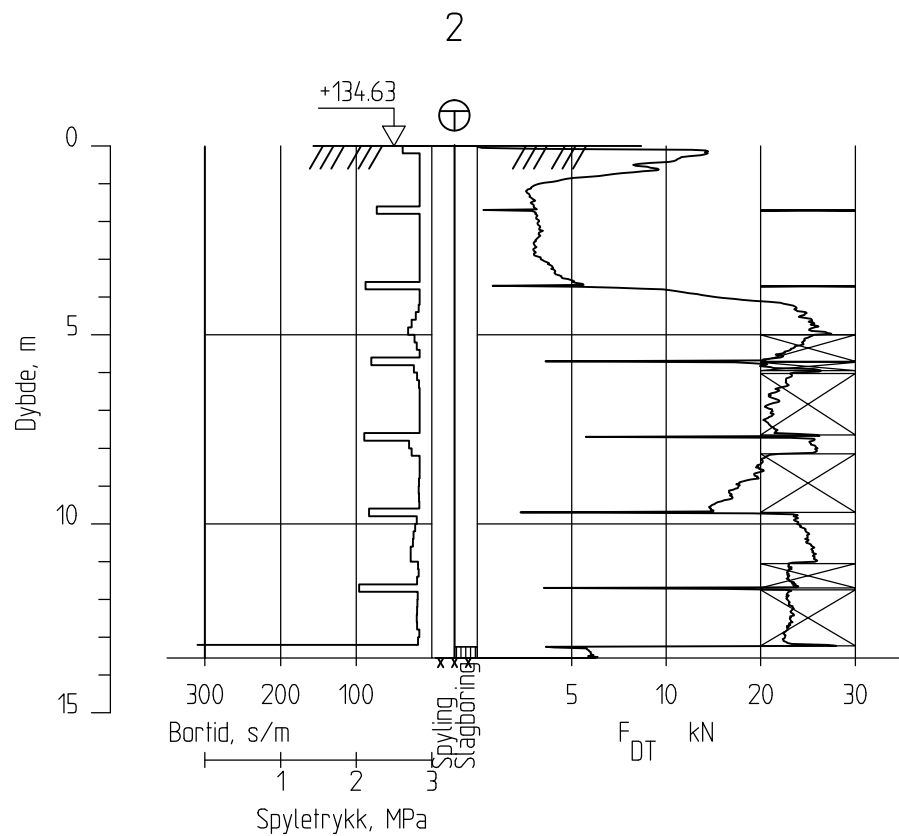 2
+134.63
0
5
10
15
Dybde, m
300 200 100
5 10 20 30
Bortid, s/m
Spyling
Slagboring
F DT kN
1 2 3
Spyletrykk, MPa